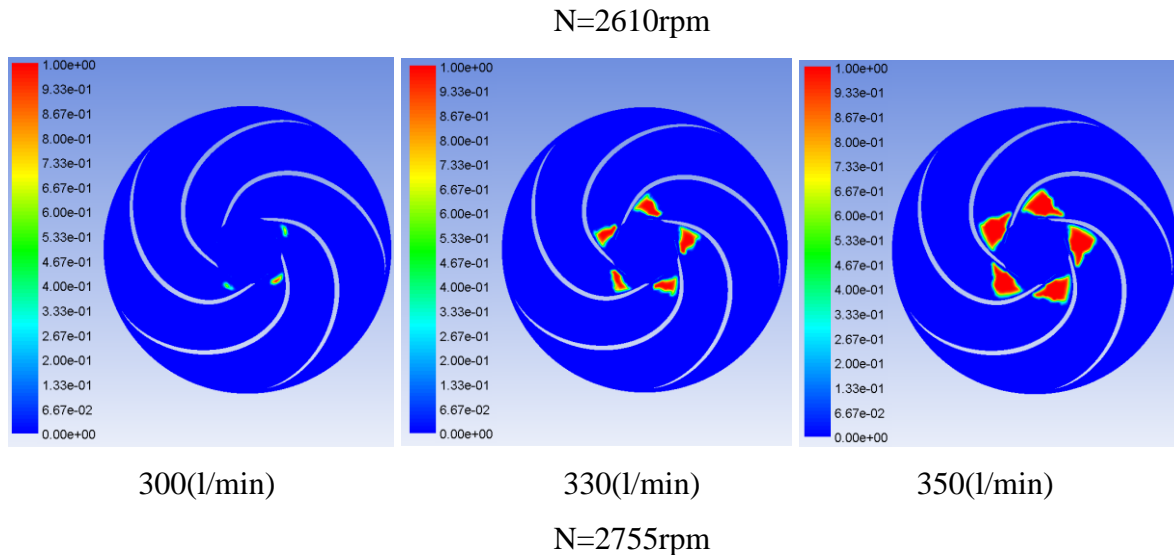 N=2610rpm
1.00e+00
9.33e-01
8.67e-01
8.00e-01
7.33e-01
6.67e-01
6.00e-01
5.33e-01
4.67e-01
4.00e-01
3.33e-01
2.67e-01
2.00e-01
1.33e-01
6.67e-02
0.00e+00
1.00e+00
9.33e-01
8.67e-01
8.00e-01
7.33e-01
6.67e-01
6.00e-01
5.33e-01
4.67e-01
4.00e-01
3.33e-01
2.67e-01
2.00e-01
1.33e-01
6.67e-02
0.00e+00
1.00e+00
9.33e-01
8.67e-01
8.00e-01
7.33e-01
6.67e-01
6.00e-01
5.33e-01
4.67e-01
4.00e-01
3.33e-01
2.67e-01
2.00e-01
1.33e-01
6.67e-02
0.00e+00
300(l/min) 330(l/min) 350(l/min)
N=2755rpm